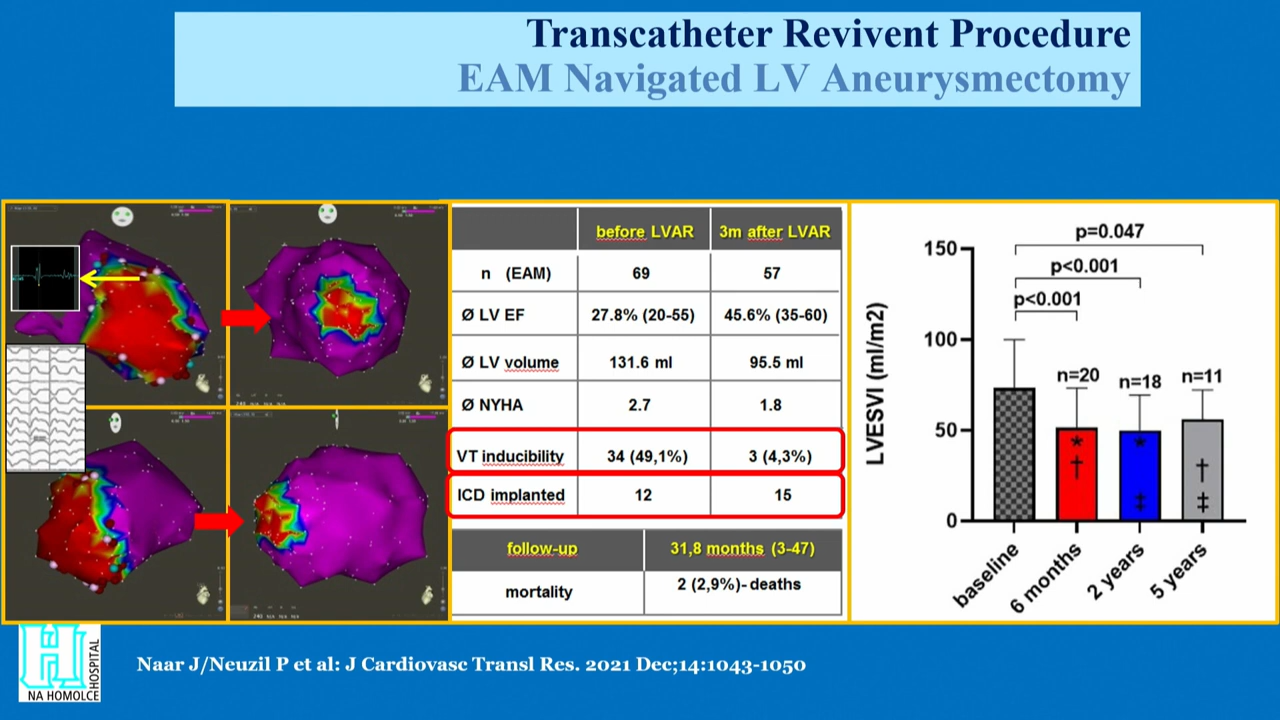 Transcatheter Revivent Procedure
EAM Navigated LV Aneurysmectomy
before LVAR 3m after LVAR
n (EAM) 69 57
Ø LV EF 27.8% (20-55) 45.6% (35-60)
Ø LV volume 131.6 ml 95.5 ml
Ø NYHA 2.7 1.8
VT inducibility 34 (49,1%) 3 (4,3%)
ICD implanted 12 15
follow-up 31,8 months (3-47)
mortality 2 (2,9%)- deaths
p=0.047
p<0.001
p<0.001
n=20
n=18
n=11
* †
* ‡
† ‡
LVESVI (ml/m2)
150
100
50
0
baseline
6 months
2 years
5 years
NA HOMOLCE
HOSPITAL
Naar J/Neuzil P et al: J Cardiovasc Transl Res. 2021 Dec;14:1043-1050